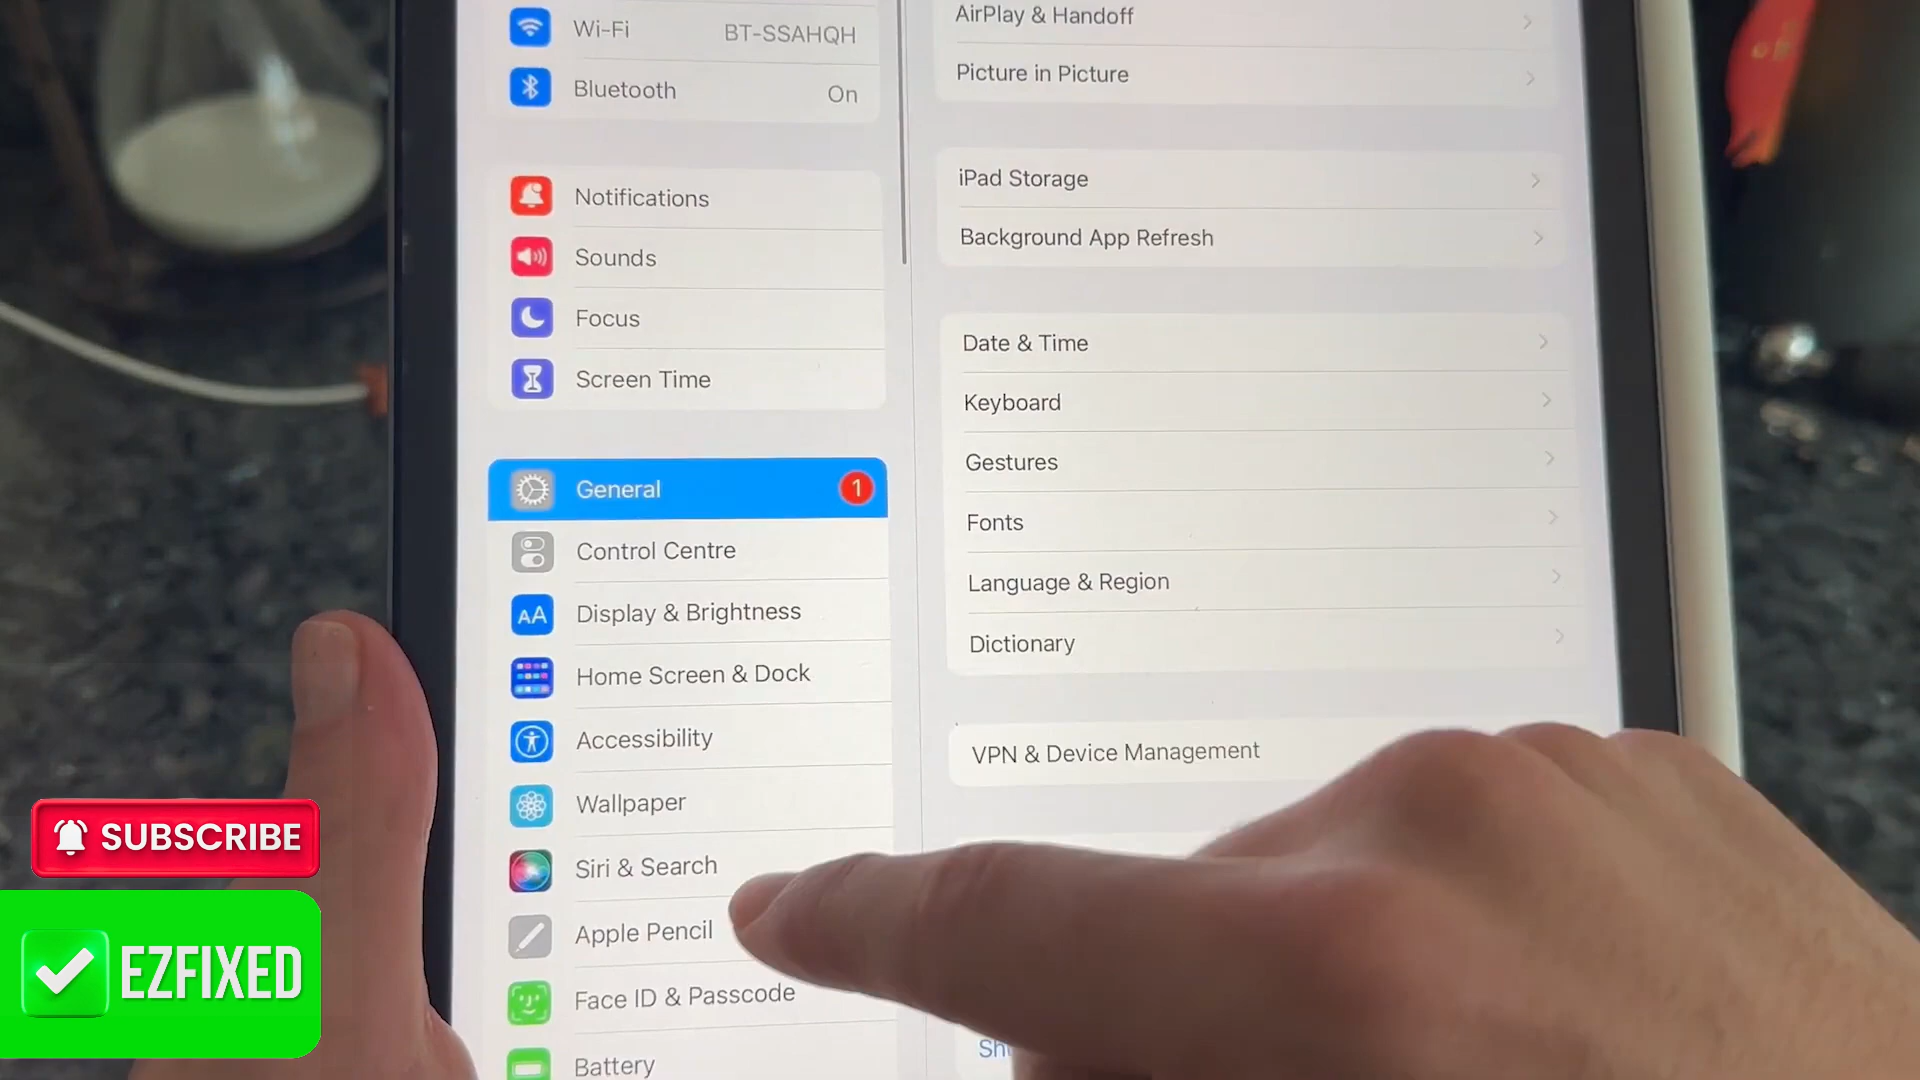 Wi-Fi BT-SSAHQH
Bluetooth On
Notifications
Sounds
Focus
Screen Time
General 1
Control Centre
AA Display & Brightness
Home Screen & Dock
Accessibility
Wallpaper
Siri & Search
Apple Pencil
Face ID & Passcode
Battery
AirPlay & Handoff
Picture in Picture
iPad Storage
Background App Refresh
Date & Time
Keyboard
Gestures
Fonts
Language & Region
Dictionary
VPN & Device Management
SUBSCRIBE
EZFIXED